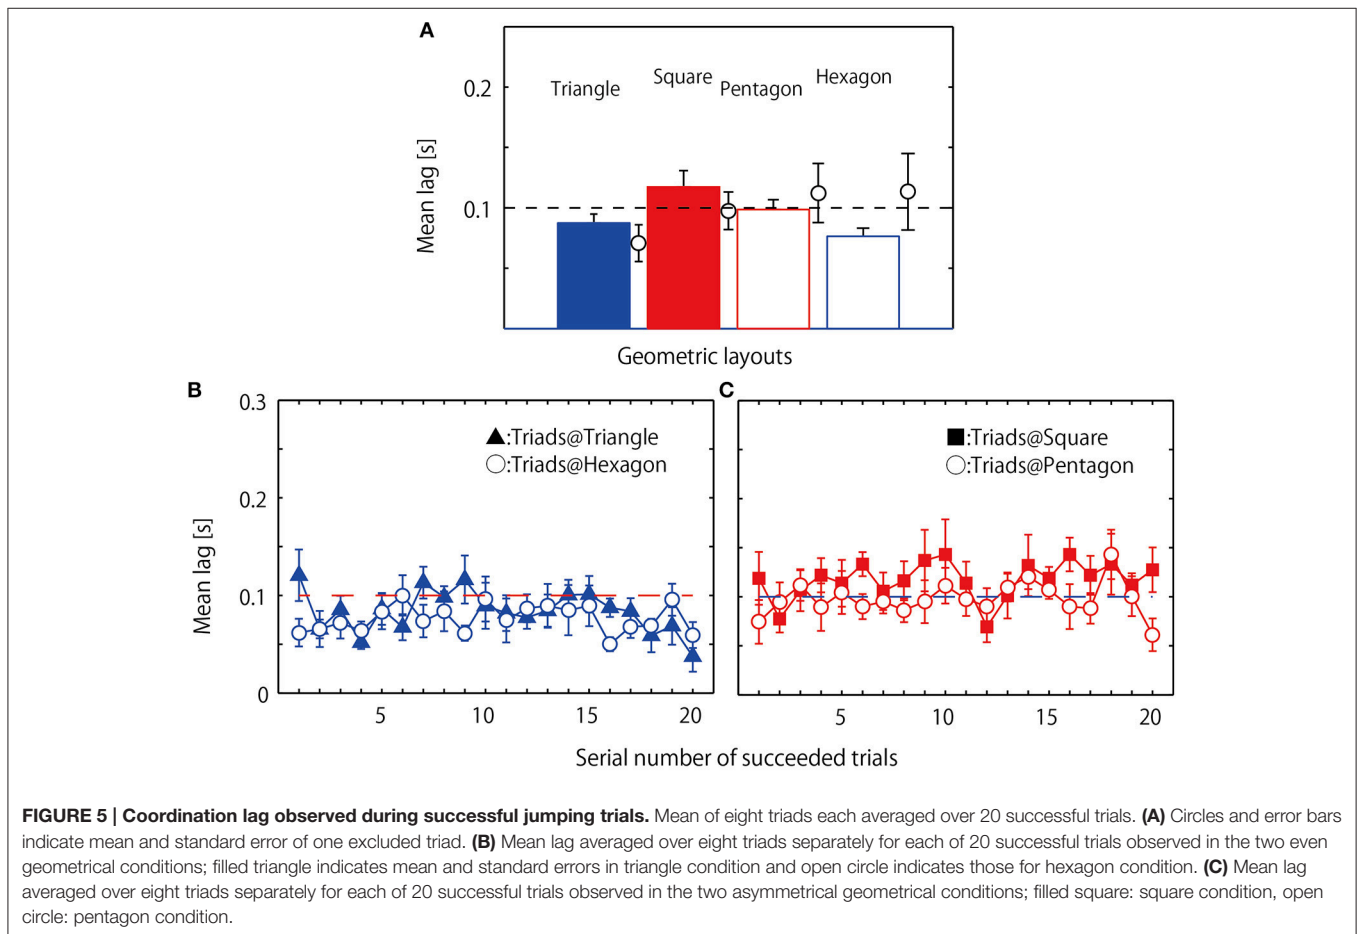 A
0.2
0.1
Mean lag [s]
Triangle
Square
Pentagon
Hexagon
Geometric layouts
B
0.3
0.2
0.1
0
Mean lag [s]
:Triads@Triangle
:Triads@Hexagon
5 10 15 20
C
:Triads@Square
:Triads@Pentagon
5 10 15 20
Serial number of succeeded trials
FIGURE 5 | Coordination lag observed during successful jumping trials. Mean of eight triads each averaged over 20 successful trials. (A) Circles and error bars
indicate mean and standard error of one excluded triad. (B) Mean lag averaged over eight triads separately for each of 20 successful trials observed in the two even
geometrical conditions; filled triangle indicates mean and standard errors in triangle condition and open circle indicates those for hexagon condition. (C) Mean lag
averaged over eight triads separately for each of 20 successful trials observed in the two asymmetrical geometrical conditions; filled square: square condition, open
circle: pentagon condition.